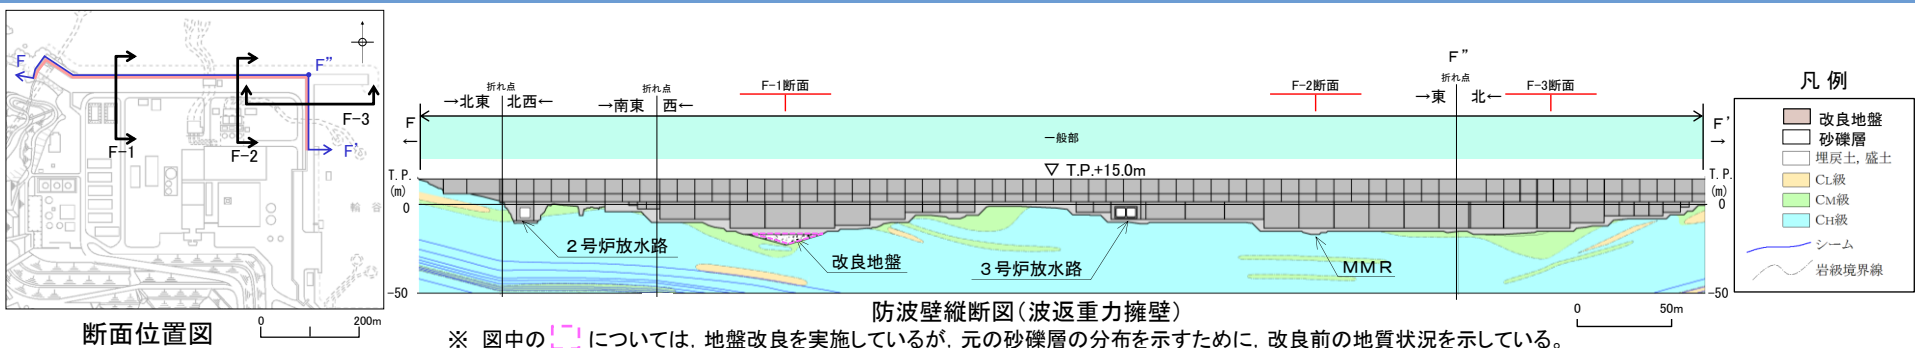 F
F"
F-3
F-1
F-2
F'
輪谷
断面位置図
0 200m
F"
折れ点 折れ点 F-1断面 F-2断面 折れ点 F-3断面
→北東 北西← →南東 西← →東 北←
F F'
← →
一般部
▽ T.P.+15.0m
T.P. T.P.
(m) (m)
0 0
2号炉放水路
改良地盤
3号炉放水路
MMR
-50 -50
防波壁縦断図(波返重力擁壁)
0 50m
※ 図中の については，地盤改良を実施しているが，元の砂礫層の分布を示すために，改良前の地質状況を示している。
凡 例
改良地盤
砂礫層
埋戻土，盛土
CL級
CM級
CH級
シーム
岩級境界線